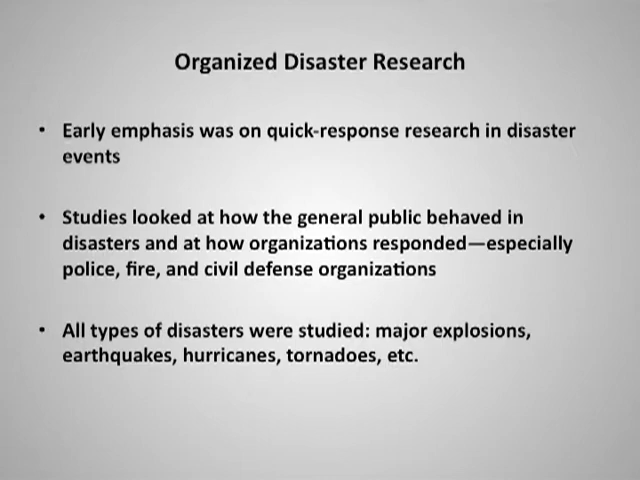 Organized Disaster Research
• Early emphasis was on quick-response research in disaster
events
• Studies looked at how the general public behaved in
disasters and at how organizations responded—especially
police, fire, and civil defense organizations
• All types of disasters were studied: major explosions,
earthquakes, hurricanes, tornadoes, etc.